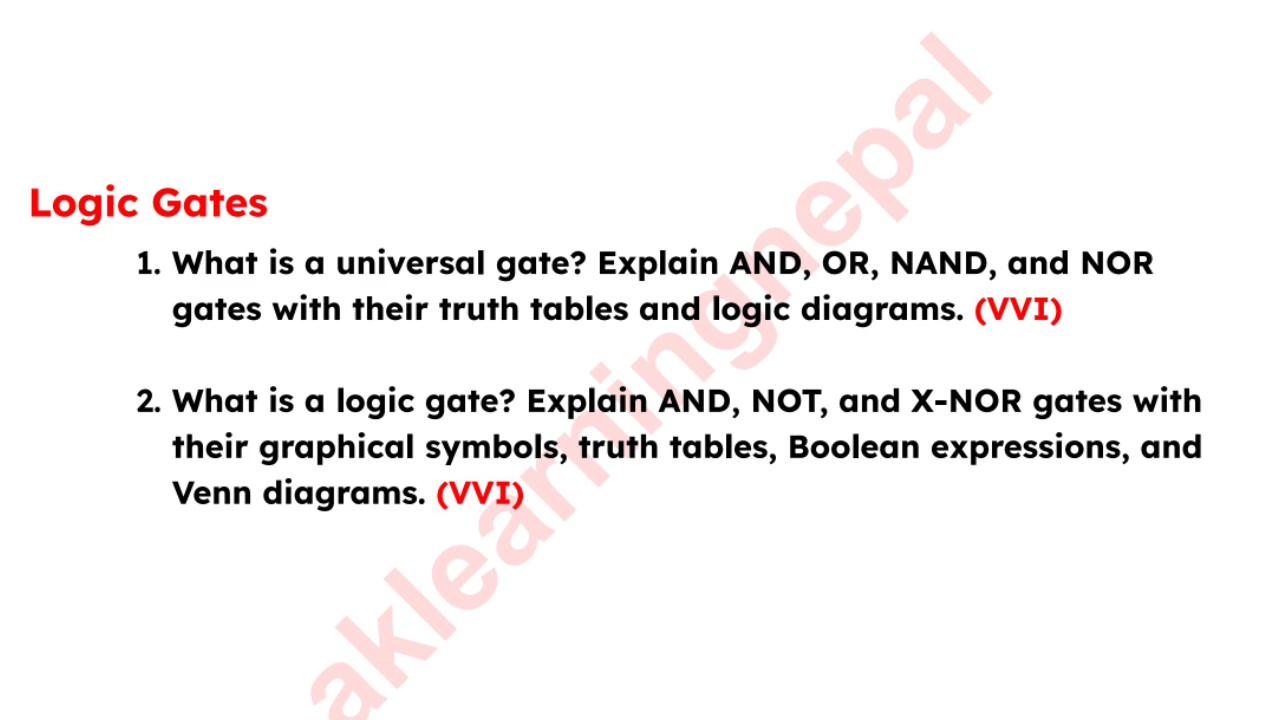 Logic Gates
1. What is a universal gate? Explain AND, OR, NAND, and NOR
gates with their truth tables and logic diagrams. (VVI)
2. What is a logic gate? Explain AND, NOT, and X-NOR gates with
their graphical symbols, truth tables, Boolean expressions, and
Venn diagrams. (VVI)
aklearningnepal